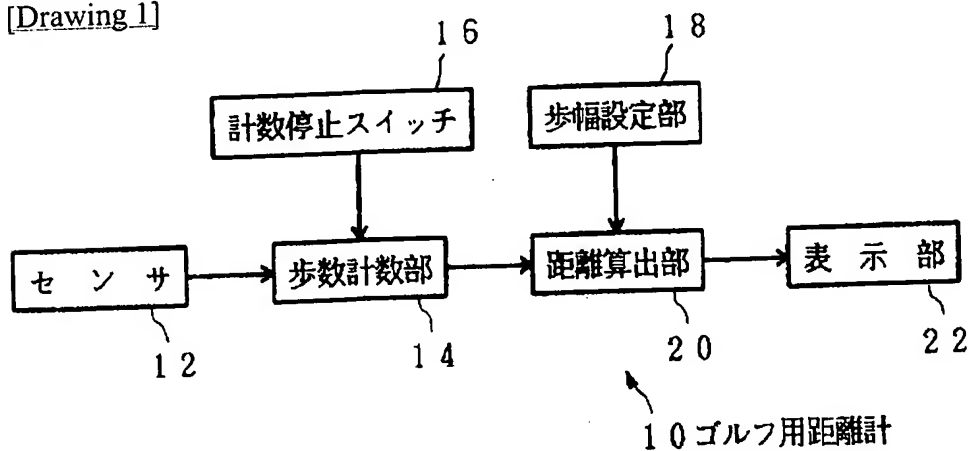 [Drawing 1]
16
18
計数停止スイッチ
歩幅設定部
センサ
歩数計数部
距離算出部
表示部
12
14
20
22
10ゴルフ用距離計